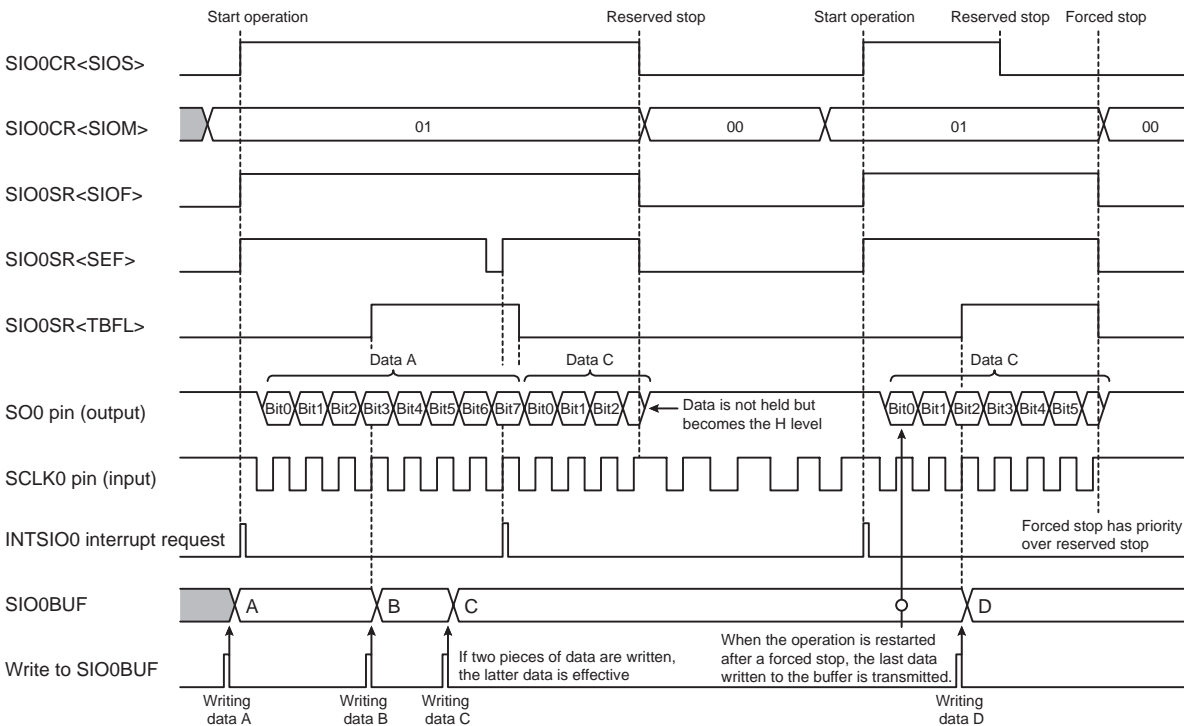 Start operation Reserved stop Start operation Reserved stop Forced stop
SIO0CR<SIOS>
SIO0CR<SIOM> 01 00 01 00
SIO0SR<SIOF>
SIO0SR<SEF>
SIO0SR<TBFL>
Data A Data C Data C
SO0 pin (output) Bit0 Bit1 Bit2 Bit3 Bit4 Bit5 Bit6 Bit7 Bit0 Bit1 Bit2 Bit0 Bit1 Bit2 Bit3 Bit4 Bit5
Data is not held but
becomes the H level
SCLK0 pin (input)
INTSIO0 interrupt request
Forced stop has priority
over reserved stop
SIO0BUF A B C D
Write to SIO0BUF
If two pieces of data are written,
the latter data is effective
When the operation is restarted
after a forced stop, the last data
written to the buffer is transmitted.
Writing Writing Writing Writing
data A data B data C data D